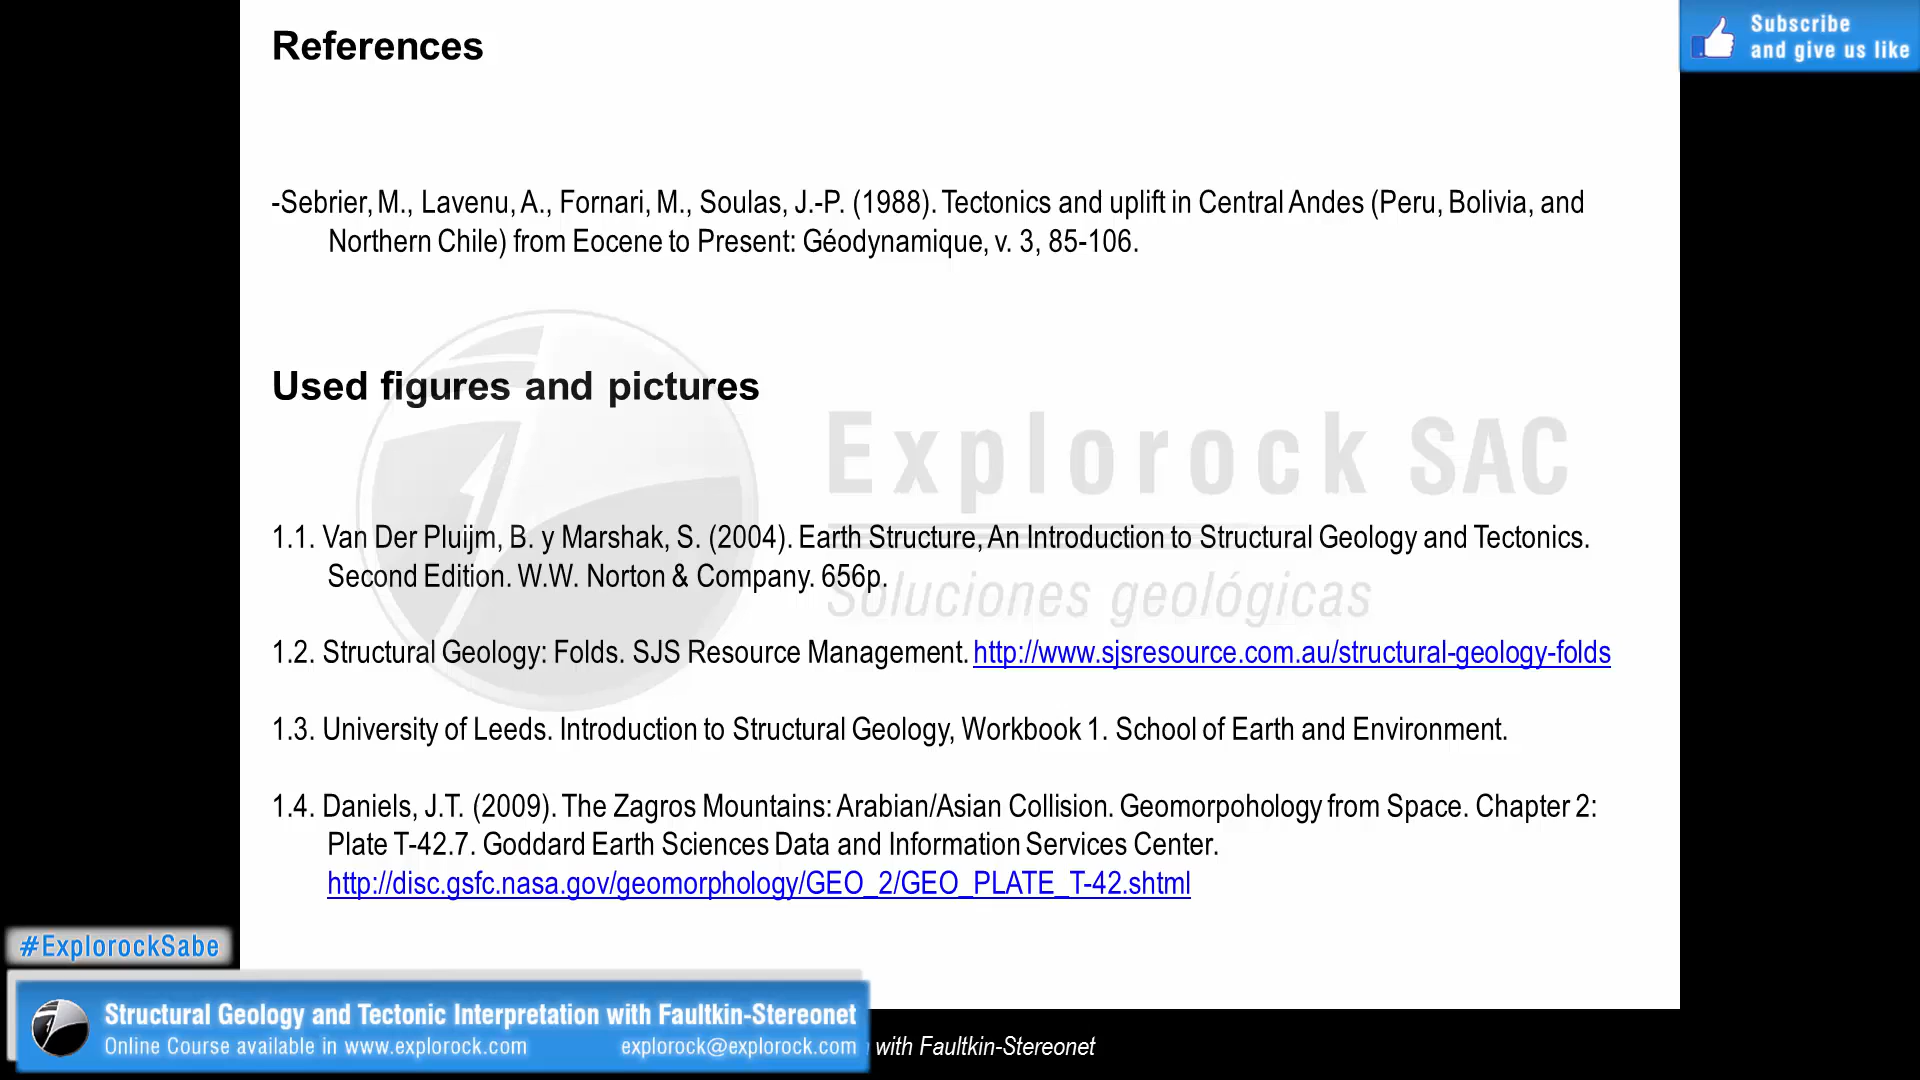 References
Subscribe
and give us like
-Sebrier, M., Lavenu, A., Fornari, M., Soulas, J.-P. (1988). Tectonics and uplift in Central Andes (Peru, Bolivia, and
Northern Chile) from Eocene to Present: Géodynamique, v. 3, 85-106.
Used figures and pictures
Explorock SAC
Soluciones geológicas
1.1. Van Der Pluijm, B. y Marshak, S. (2004). Earth Structure, An Introduction to Structural Geology and Tectonics.
Second Edition. W.W. Norton & Company. 656p.
1.2. Structural Geology: Folds. SJS Resource Management. http://www.sjsresource.com.au/structural-geology-folds
1.3. University of Leeds. Introduction to Structural Geology, Workbook 1. School of Earth and Environment.
1.4. Daniels, J.T. (2009). The Zagros Mountains: Arabian/Asian Collision. Geomorpohology from Space. Chapter 2:
Plate T-42.7. Goddard Earth Sciences Data and Information Services Center.
http://disc.gsfc.nasa.gov/geomorphology/GEO_2/GEO_PLATE_T-42.shtml
#ExplorockSabe
Structural Geology and Tectonic Interpretation with Faultkin-Stereonet
Online Course available in www.explorock.com explorock@explorock.com
with Faultkin-Stereonet